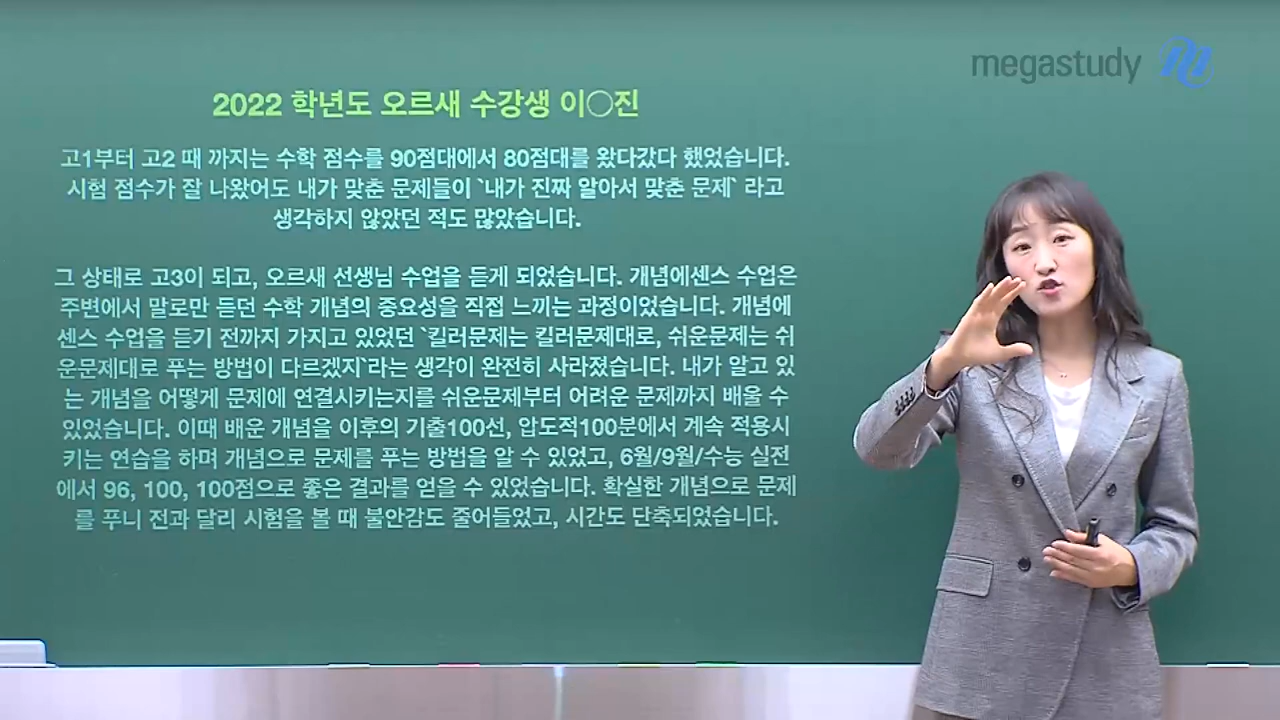 megastudy
2022 학년도 오르새 수강생 이○진
고1부터 고2 때 까지는 수학 점수를 90점대에서 80점대를 왔다갔다 했었습니다.
시험 점수가 잘 나왔어도 내가 맞춘 문제들이 `내가 진짜 알아서 맞춘 문제` 라고
생각하지 않았던 적도 많았습니다.
그 상태로 고3이 되고, 오르새 선생님 수업을 듣게 되었습니다. 개념에센스 수업은
주변에서 말로만 듣던 수학 개념의 중요성을 직접 느끼는 과정이었습니다. 개념에
센스 수업을 듣기 전까지 가지고 있었던 `킬러문제는 킬러문제대로, 쉬운문제는 쉬
운문제대로 푸는 방법이 다르겠지`라는 생각이 완전히 사라졌습니다. 내가 알고 있
는 개념을 어떻게 문제에 연결시키는지를 쉬운문제부터 어려운 문제까지 배울 수
있었습니다. 이때 배운 개념을 이후의 기출100선, 압도적100분에서 계속 적용시
키는 연습을 하며 개념으로 문제를 푸는 방법을 알 수 있었고, 6월/9월/수능 실전
에서 96, 100, 100점으로 좋은 결과를 얻을 수 있었습니다. 확실한 개념으로 문제
를 푸니 전과 달리 시험을 볼 때 불안감도 줄어들었고, 시간도 단축되었습니다.